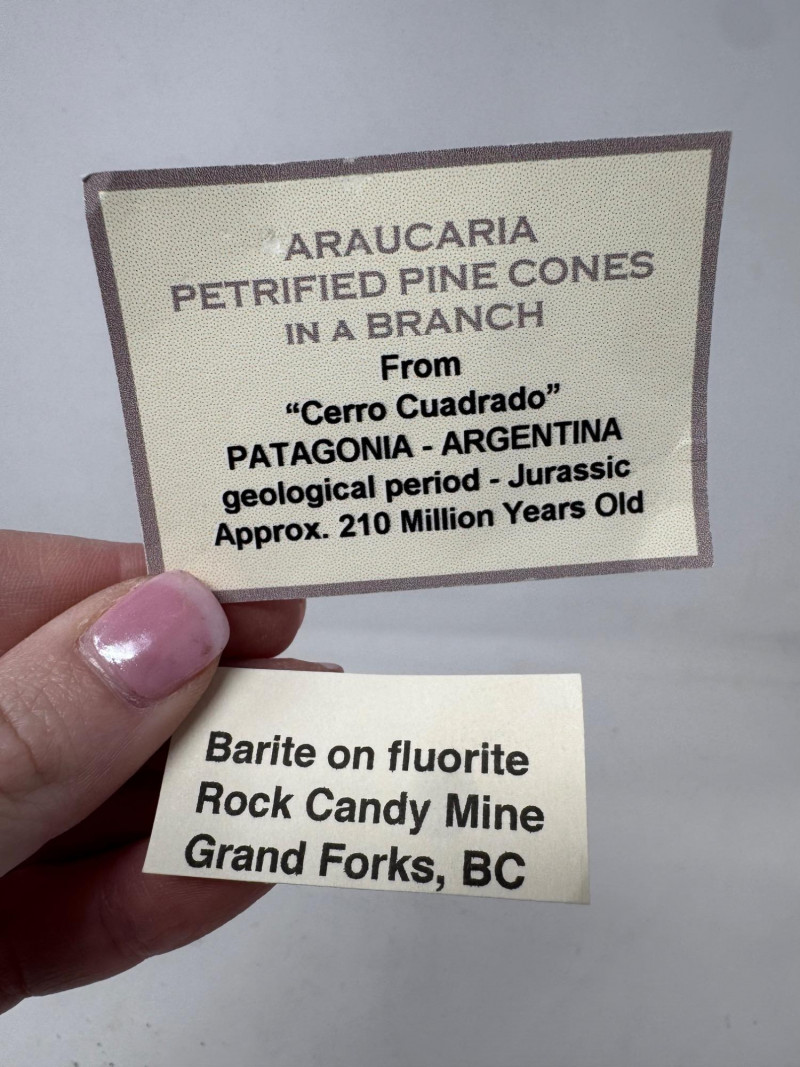 ARAUCARIA
PETRIFIED PINE CONES
IN A BRANCH
From
“Cerro Cuadrado”
PATAGONIA - ARGENTINA
geological period - Jurassic
Approx. 210 Million Years Old
Barite on fluorite
Rock Candy Mine
Grand Forks, BC